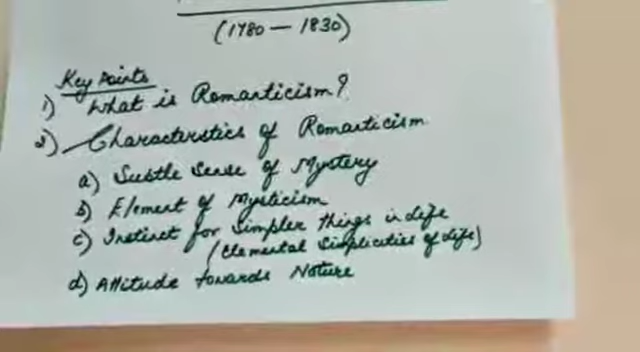 (1780 — 1830)
Key Points
1) What is Romanticism?
2) Characterstics of Romanticism
a) Subtle Sense of Mystery
b) Element of Mysticism
c) Instinct for Simpler things in life
(Elemental Simplicities of life)
d) Attitude towards Nature